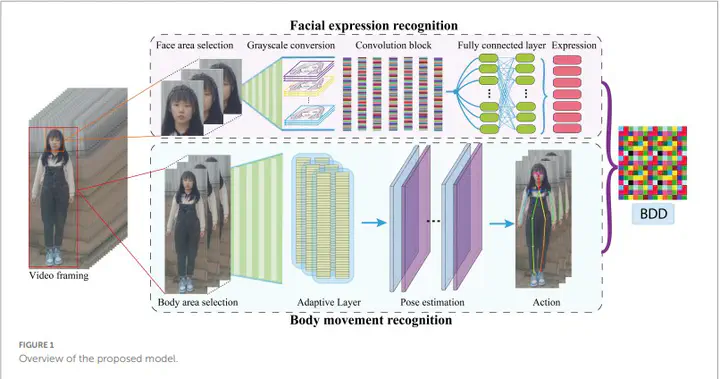 Facial expression recognition
Face area selection Grayscale conversion Convolution block Fully connected layer Expression
Video framing
BDD
Body area selection Adaptive Layer Pose estimation Action
Body movement recognition
FIGURE 1
Overview of the proposed model.